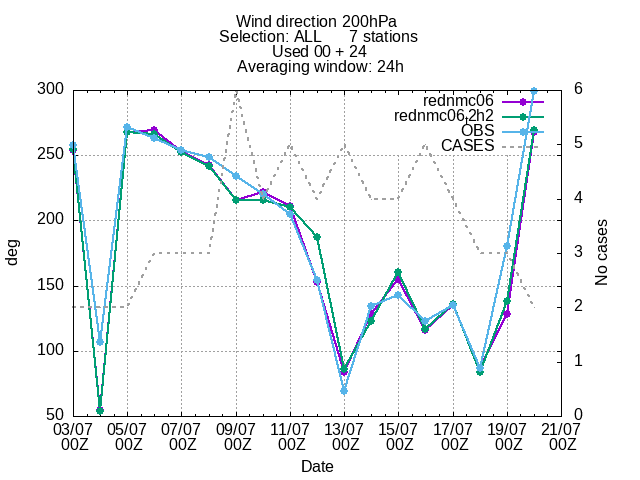 Wind direction 200hPa
Selection: ALL 7 stations
Used 00 + 24
Averaging window: 24h
rednmc06
rednmc06,2h2
OBS
CASES
300
250
200
150
100
50
deg
6
5
4
3
2
1
0
No cases
03/07 05/07 07/07 09/07 11/07 13/07 15/07 17/07 19/07 21/07
00Z 00Z 00Z 00Z 00Z 00Z 00Z 00Z 00Z 00Z
Date